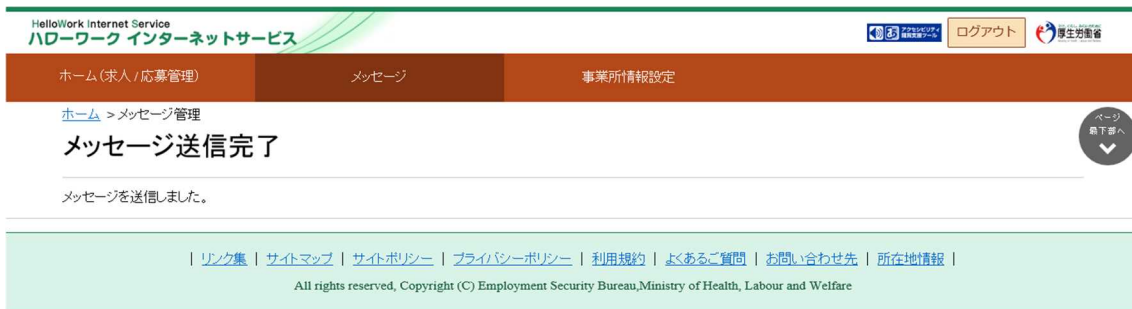 HelloWork Internet Service
ハローワーク インターネットサービス
ログアウト
厚生労働省
ホーム（求人/応募管理）
メッセージ
事業所情報設定
ホーム ＞メッセージ管理
ページ
最下部へ
メッセージ送信完了
メッセージを送信しました。
| リンク集 | サイトマップ | サイトポリシー | プライバシーポリシー | 利用規約 | よくあるご質問 | お問い合わせ先 | 所在地情報 |
All rights reserved, Copyright (C) Employment Security Bureau,Ministry of Health, Labour and Welfare